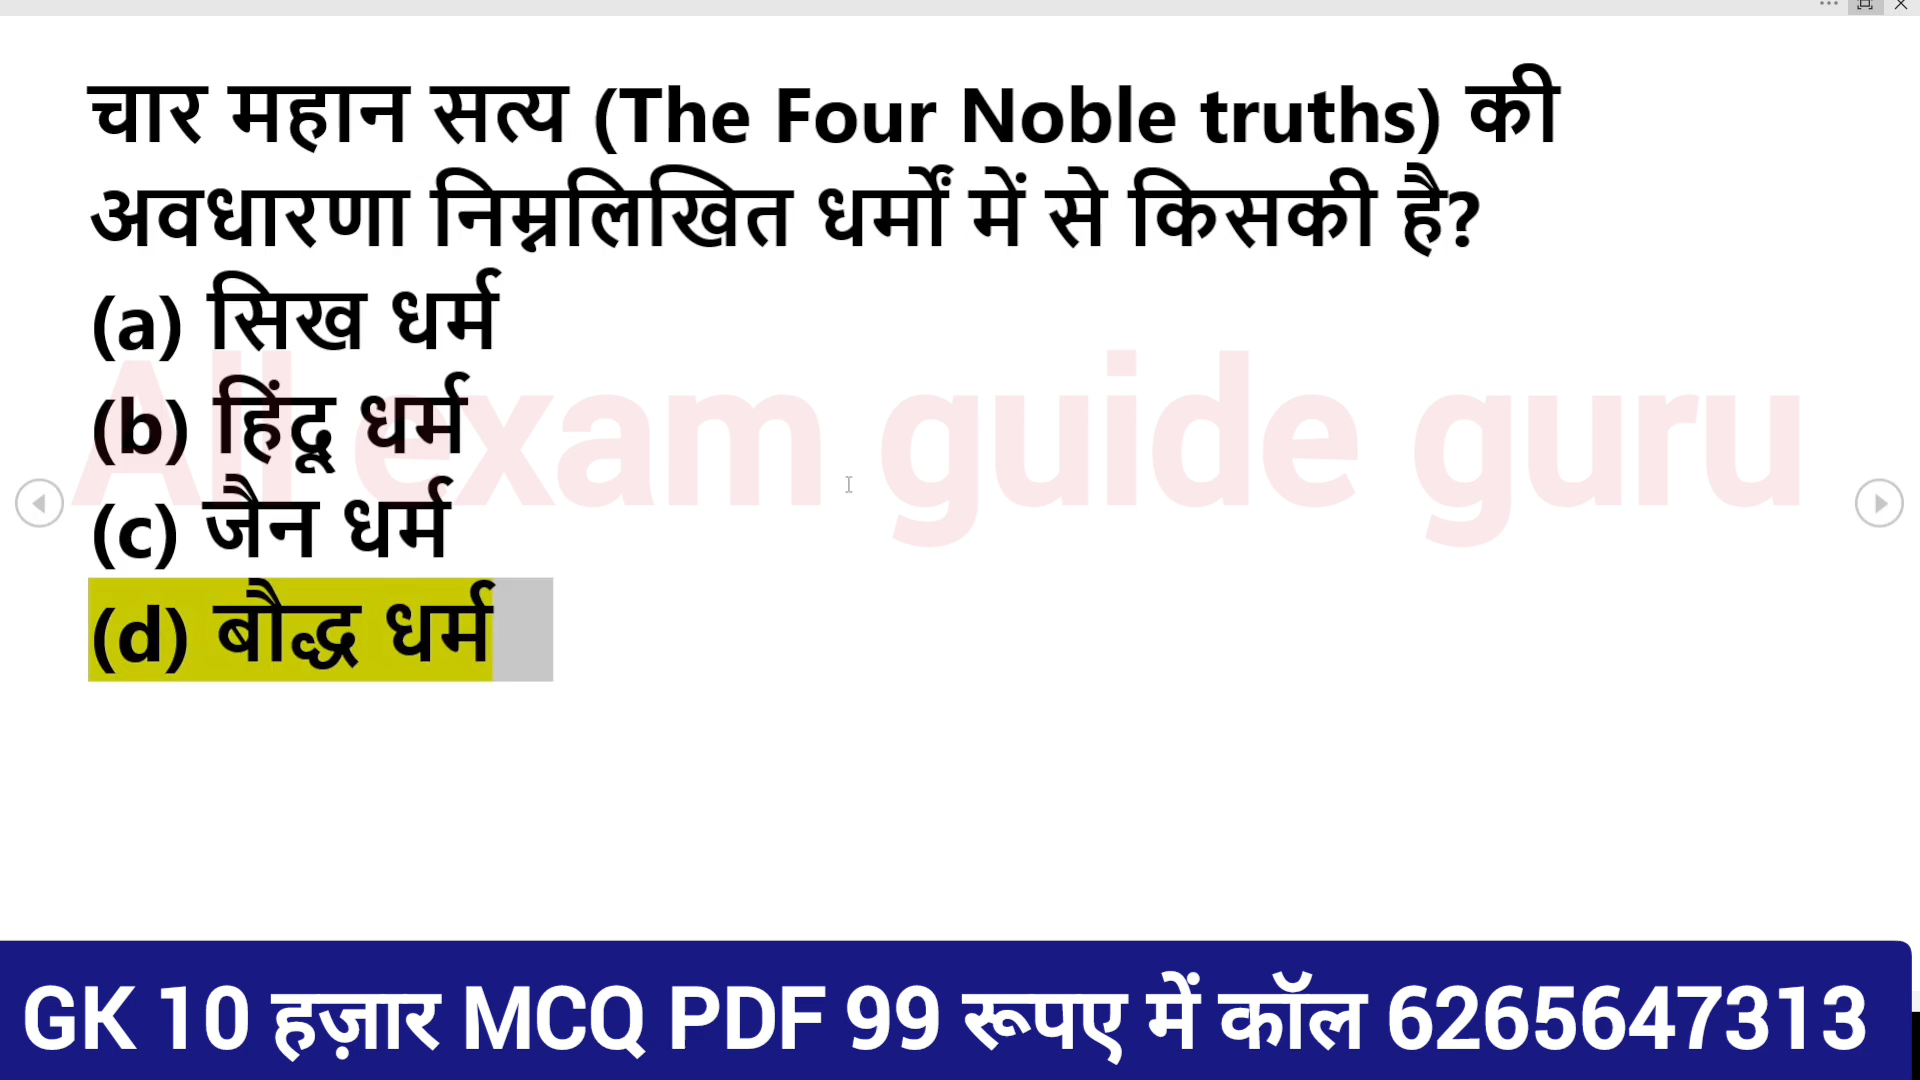 चार महान सत्य (The Four Noble truths) की
अवधारणा निम्नलिखित धर्मों में से किसकी है?
(a) सिख धर्म
(b) हिंदू धर्म
All exam guide guru
(c) जैन धर्म
(d) बौद्ध धर्म
GK 10 हज़ार MCQ PDF 99 रूपए में कॉल 6265647313